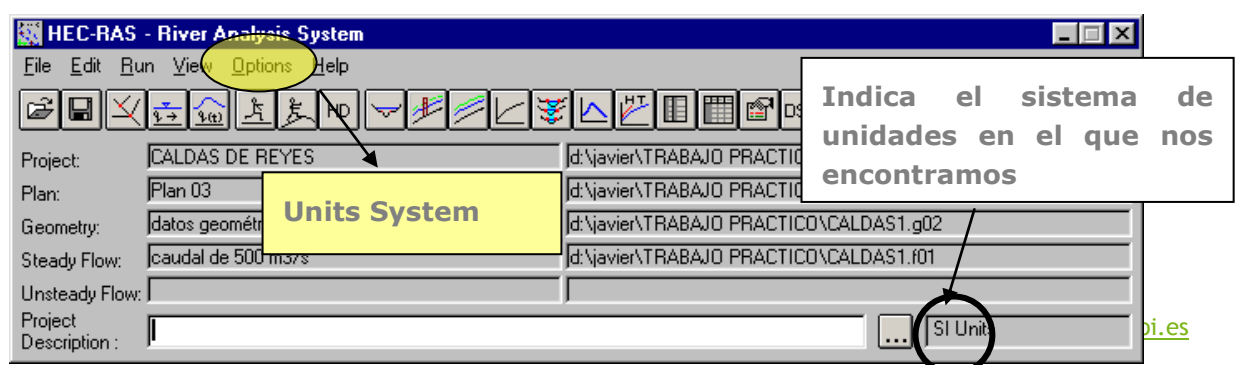 HEC-RAS - River Analysis System
File Edit Run View Options Help
HD HT
Indica el sistema de
unidades en el que nos
encontramos
Project: CALDAS DE REYES d:\javier\TRABAJO
Plan: Plan 03 d:\javier\TRABAJO
Units System
Geometry: datos d:\javier\TRABAJO PRACTICO\CALDAS1.g02
Steady Flow: caudal de 500 m3/s d:\javier\TRABAJO PRACTICO\CALDAS1.f01
Unsteady Flow:
Project
Description : ... SI Units